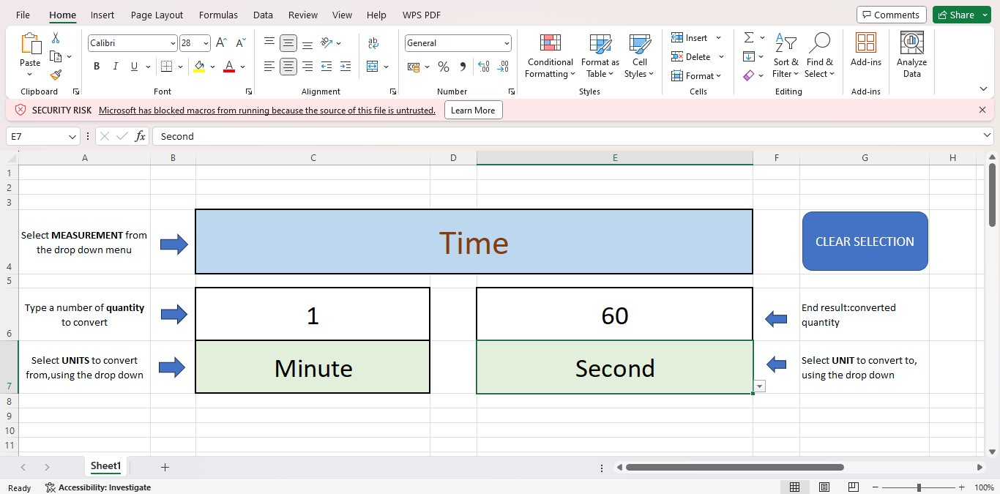 File Home Insert Page Layout Formulas Data Review View Help WPS PDF Comments Share
Calibri 28 A A ab General Insert Σ A Z
Paste Conditional Format as Cell Delete Sort & Find & Add-ins Analyze
B I U A % 9 .00 .00 Formatting Table Styles Format Filter Select Data
Clipboard Font Alignment Number Styles Cells Editing Add-ins
SECURITY RISK Microsoft has blocked macros from running because the source of this file is untrusted. Learn More
E7 fx Second
A B C D E F G H
1
2
3
Select MEASUREMENT from
the drop down menu
Time
CLEAR SELECTION
4
5
Type a number of quantity
to convert
1
60
End result:converted
quantity
6
Select UNITS to convert
from,using the drop down
Minute
Second
Select UNIT to convert to,
using the drop down
7
8
9
10
11
Sheet1
Ready Accessibility: Investigate 100%